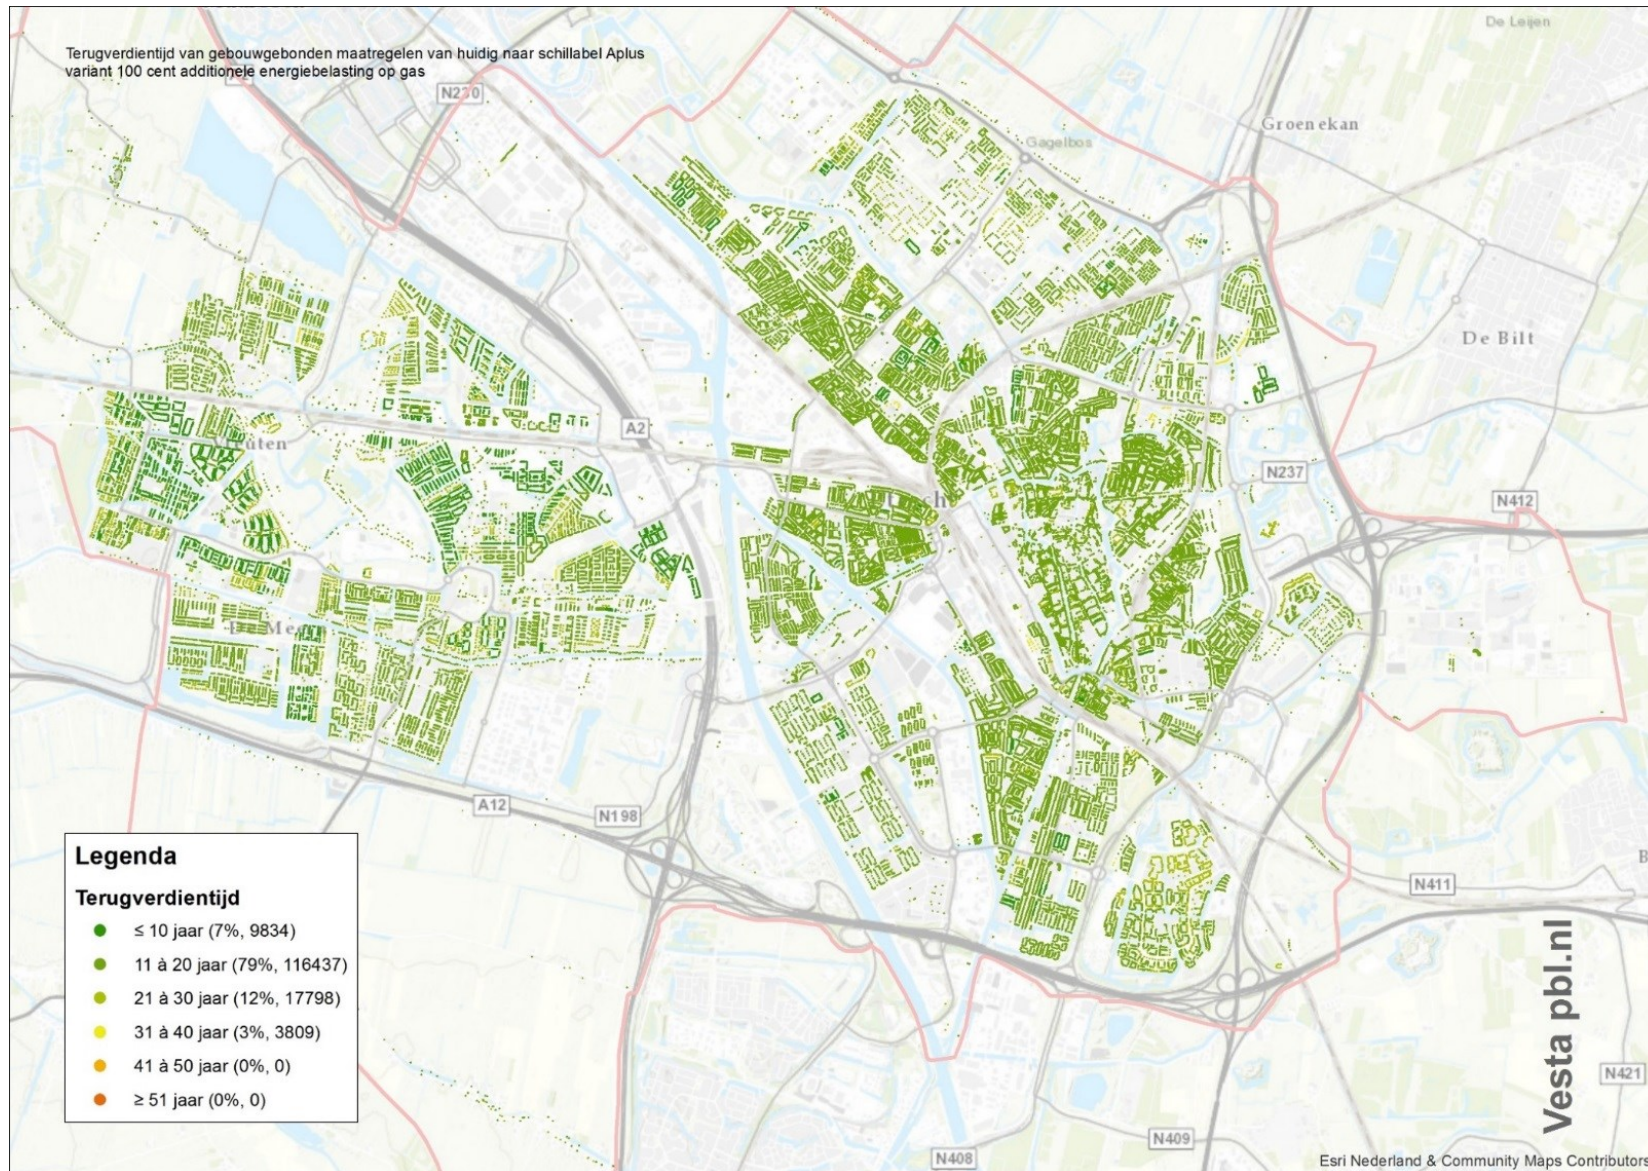 De Leijen
Terugverdientijd van gebouwgebonden maatregelen van huidig naar schillabel Aplus
variant 100 cent additionele energiebelasting op gas
N230
Groenekan
Gagelbos
De Bilt
A2
Vleuten
N237
N412
De Me
A12
N198
N411
Legenda
Terugverdientijd
≤ 10 jaar (7%, 9834)
11 à 20 jaar (79%, 116437)
21 à 30 jaar (12%, 17798)
31 à 40 jaar (3%, 3809)
41 à 50 jaar (0%, 0)
≥ 51 jaar (0%, 0)
Vesta pbl.nl
N421
N409
N408
Esri Nederland & Community Maps Contributors